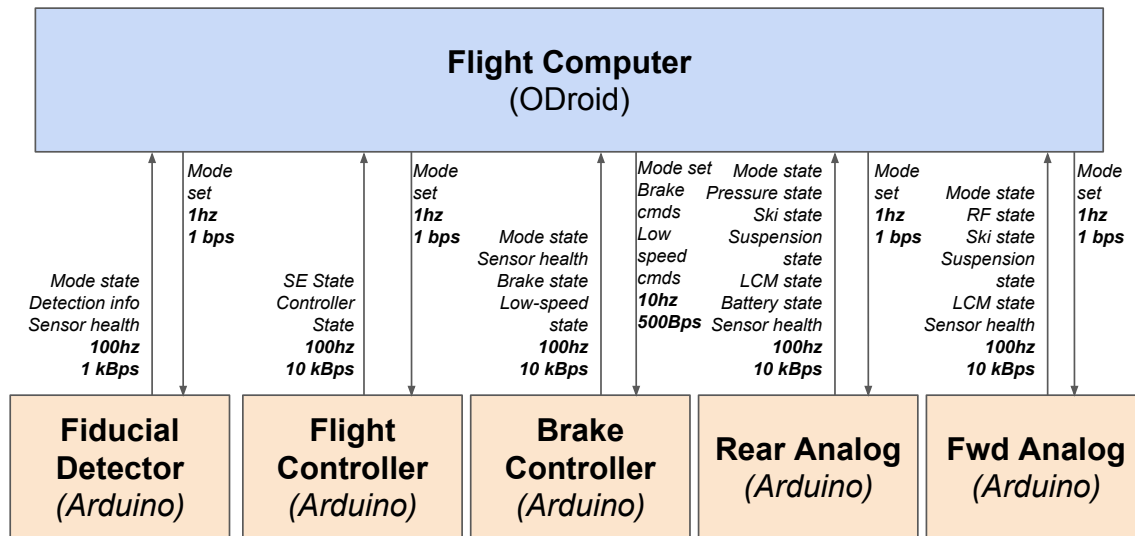 Flight Computer
(ODroid)
Mode
set
1hz
1 bps
Mode state
Detection info
Sensor health
100hz
1 kBps
Mode
set
1hz
1 bps
SE State
Controller
State
100hz
10 kBps
Mode set
Brake
cmds
Low
speed
cmds
10hz
500Bps
Mode state
Sensor health
Brake state
Low-speed
state
100hz
10 kBps
Mode state
Pressure state
Ski state
Suspension
state
LCM state
Battery state
Sensor health
100hz
10 kBps
Mode
set
1hz
1 bps
Mode state
RF state
Ski state
Suspension
state
LCM state
Sensor health
100hz
10 kBps
Mode
set
1hz
1 bps
Fiducial
Detector
(Arduino)
Flight
Controller
(Arduino)
Brake
Controller
(Arduino)
Rear Analog
(Arduino)
Fwd Analog
(Arduino)